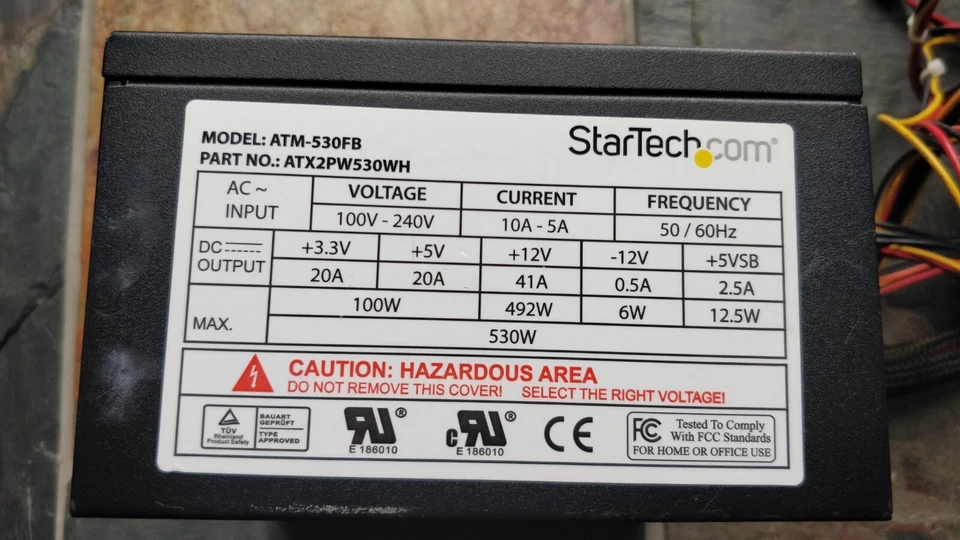 MODEL: ATM-530FB
PART NO.: ATX2PW530WH
StarTech.com®
AC ~ INPUT
VOLTAGE CURRENT FREQUENCY
100V - 240V 10A - 5A 50 / 60Hz
DC OUTPUT
+3.3V +5V +12V -12V +5VSB
20A 20A 41A 0.5A 2.5A
MAX.
100W 492W 6W 12.5W
530W
CAUTION: HAZARDOUS AREA
DO NOT REMOVE THIS COVER! SELECT THE RIGHT VOLTAGE!
TÜV
Rheinland
Product Safety
BAUART
GEPRÜFT
TYPE
APPROVED
RU®
E 186010
c RU®
E 186010
CE
FC Tested To Comply
With FCC Standards
FOR HOME OR OFFICE USE